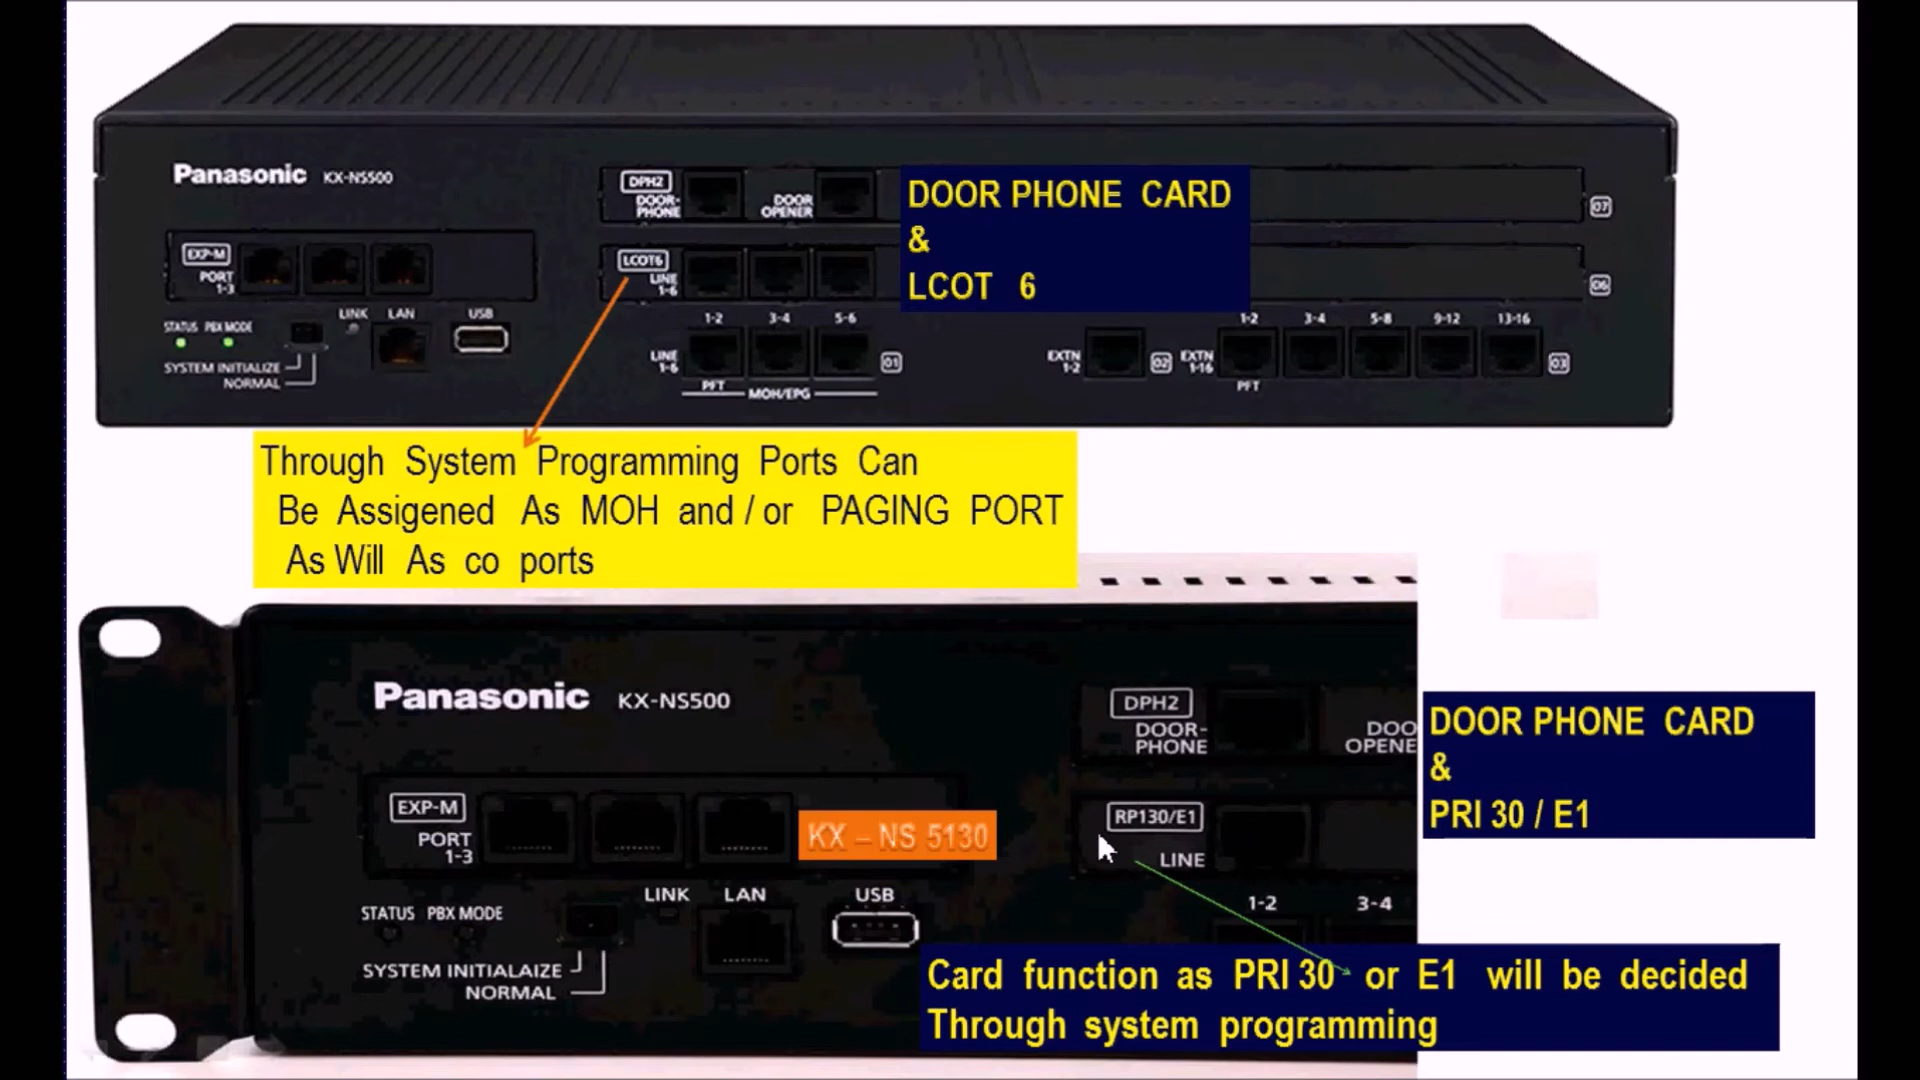 Panasonic KX-NS500
DPH2
DOOR-
PHONE
DOOR
OPENER
DOOR PHONE CARD
&
LCOT 6
07
EXP-M
PORT
1-3
LCOT6
LINE
1-6
06
STATUS PBX MODE
LINK LAN USB
SYSTEM INITIALIZE
NORMAL
1-2 3-4 5-6
LINE
1-6
01
PFT
MOH/EPG
EXTN
1-2
02
EXTN
1-16
1-2 3-4 5-8 9-12 13-16
03
PFT
Through System Programming Ports Can
Be Assigened As MOH and / or PAGING PORT
As Will As co ports
Panasonic KX-NS500
DPH2
DOOR-
PHONE
DOO
OPENE
DOOR PHONE CARD
&
PRI 30 / E1
EXP-M
PORT
1-3
KX – NS 5130
RP130/E1
LINE
LINK LAN USB
1-2 3-4
STATUS PBX MODE
SYSTEM INITIALAIZE
NORMAL
Card function as PRI 30 or E1 will be decided
Through system programming